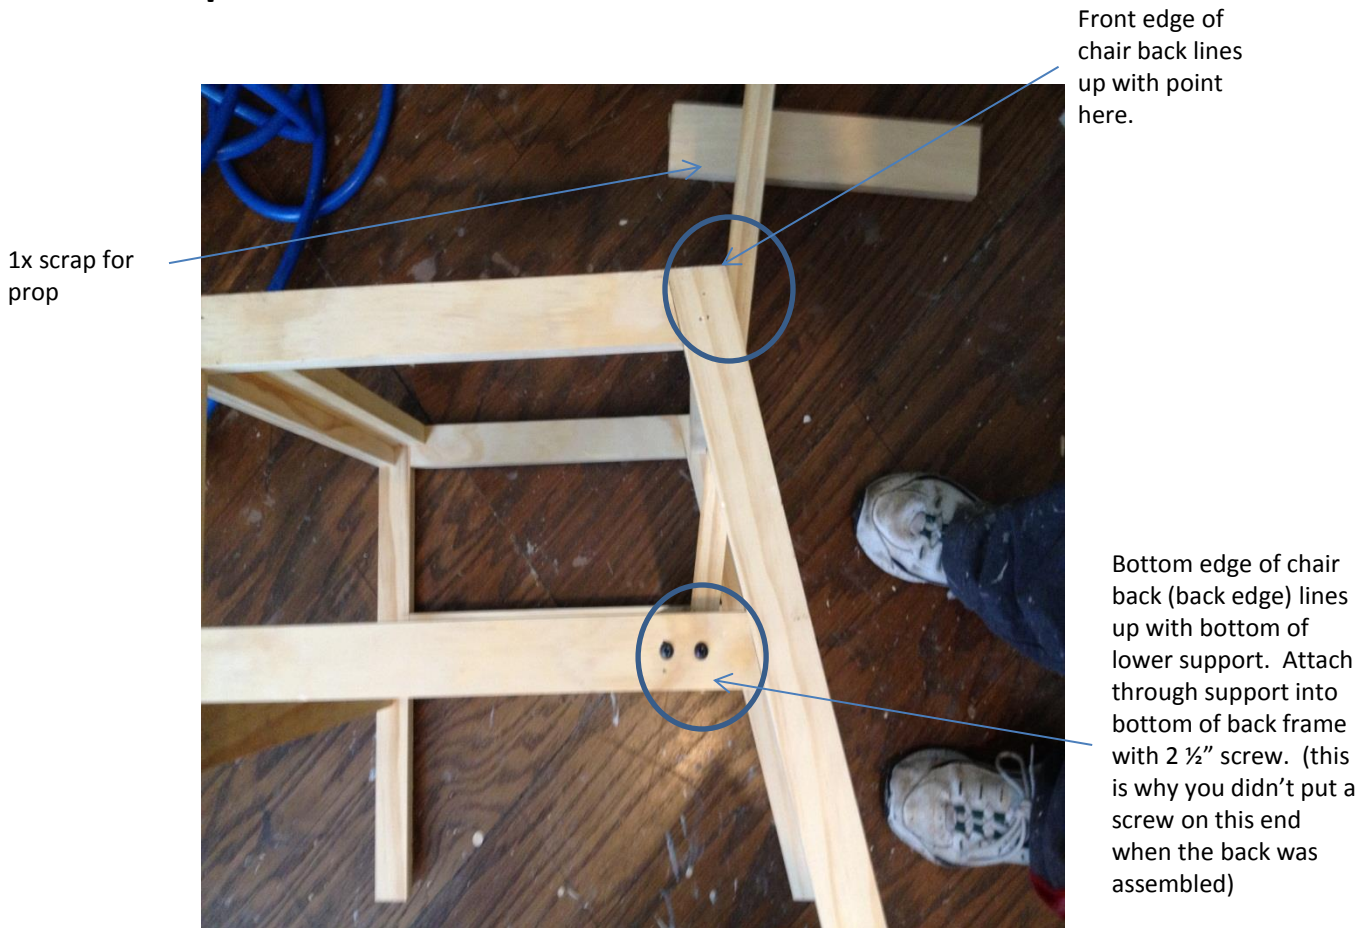 Front edge of
chair back lines
up with point
here.
1x scrap for
prop
Bottom edge of chair
back (back edge) lines
up with bottom of
lower support.  Attach
through support into
bottom of back frame
with 2 ½” screw.  (this
is why you didn’t put a
screw on this end
when the back was
assembled)